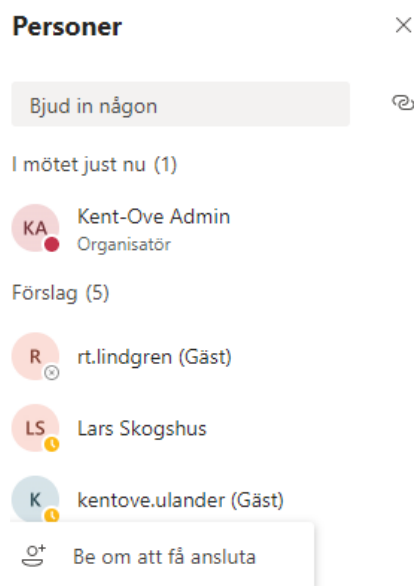 Personer
Bjud in någon
I mötet just nu (1)
KA
Kent-Ove Admin
Organisatör
Förslag (5)
R
rt.lindgren (Gäst)
LS
Lars Skogshus
K
kentove.ulander (Gäst)
Be om att få ansluta